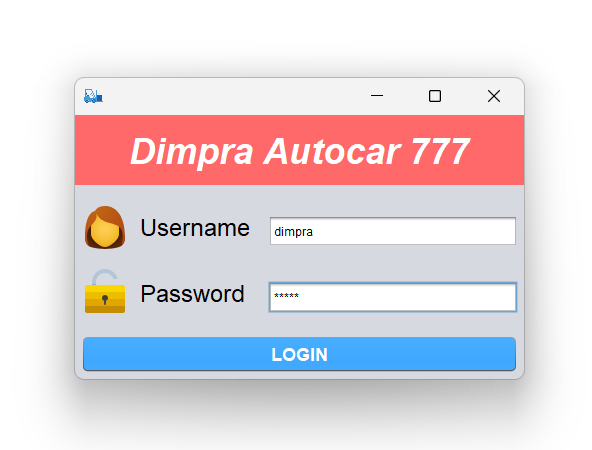 Dimpra Autocar 777
Username
dimpra
Password
*****
LOGIN